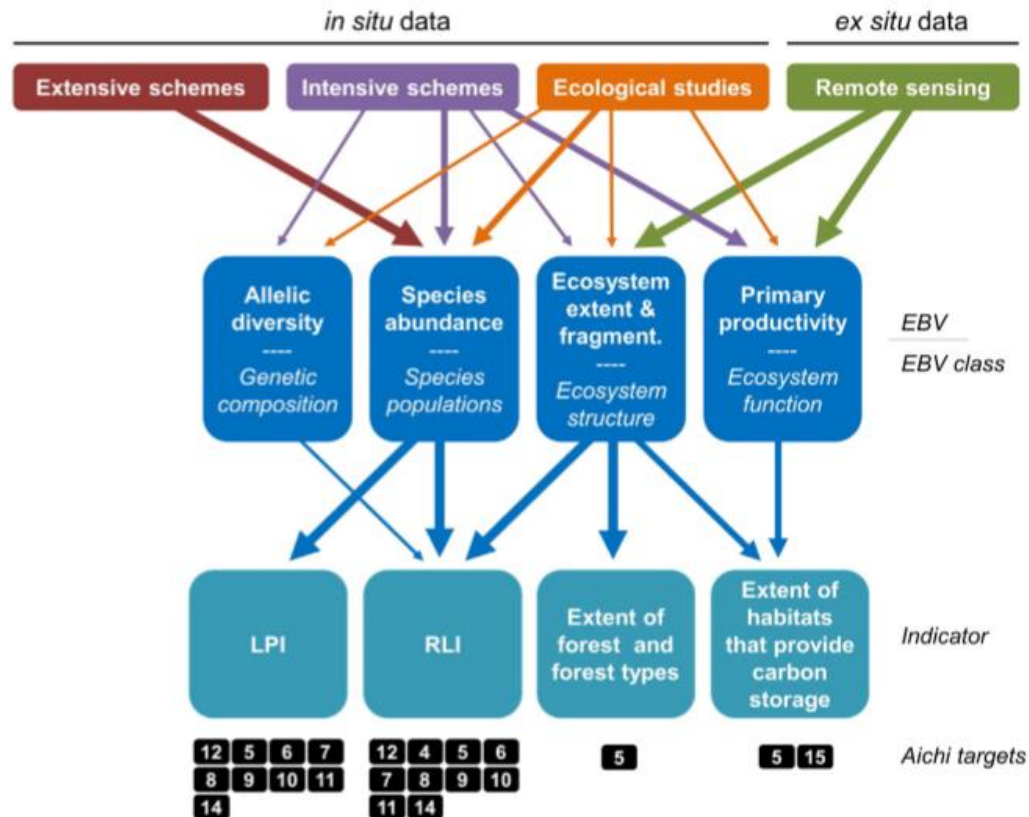 in situ data
ex situ data
Extensive schemes
Intensive schemes
Ecological studies
Remote sensing
Allelic
diversity
----
Genetic
composition
Species
abundance
----
Species
populations
Ecosystem
extent &
fragment.
----
Ecosystem
structure
Primary
productivity
----
Ecosystem
function
EBV
EBV class
LPI
RLI
Extent of
forest and
forest types
Extent of
habitats
that provide
carbon
storage
Indicator
12 5 6 7
8 9 10 11
14
12 4 5 6
7 8 9 10
11 14
5
5 15
Aichi targets